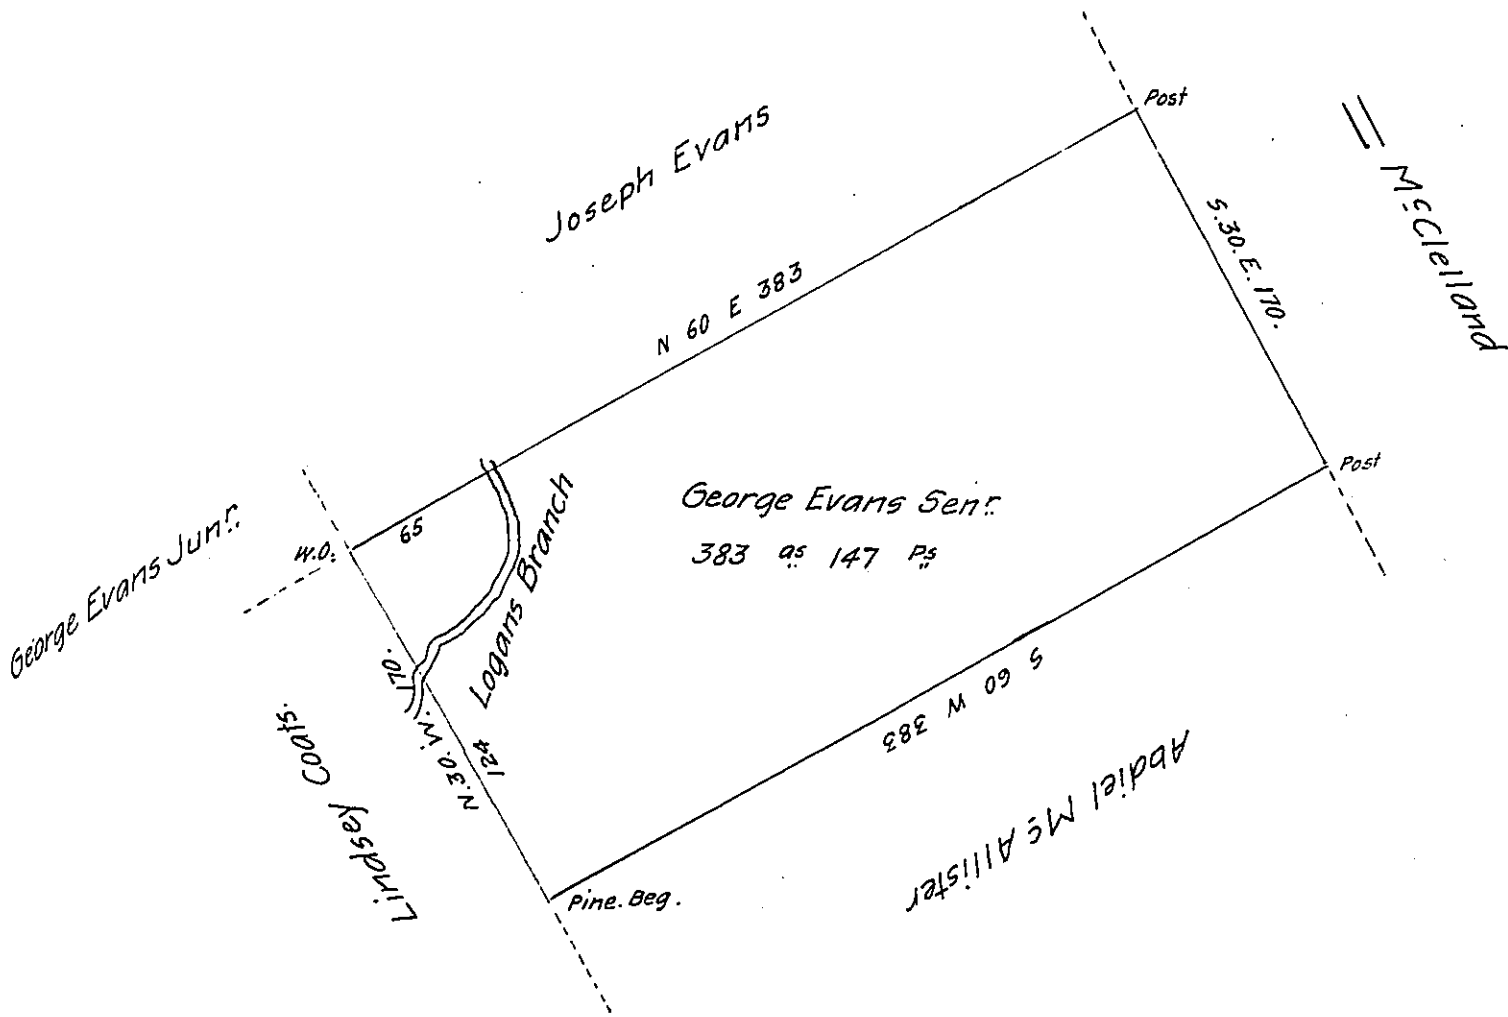 Post
Joseph Evans
= McClelland
S. 30. E. 170.
N 60 E 383
Post
George Evans Senr.
383 as 147 Ps
65
W.O.
George Evans Junr.
Logans Branch
N. 30. W. 170.
124
S 60 W 383
Lindsey Coats.
Abdiel McAllister
Pine. Beg.